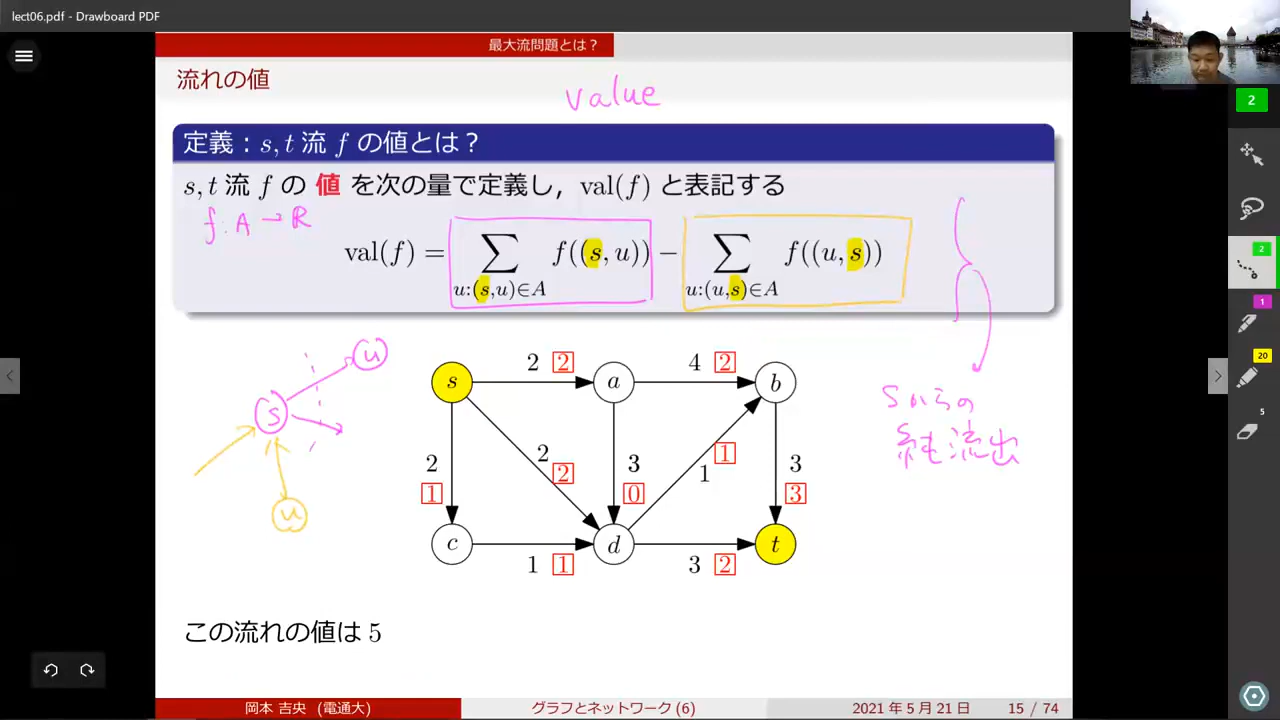 lect06.pdf - Drawboard PDF
最大流問題とは？
流れの値
value
定義：s, t 流 f の値とは？
s, t 流 f の 値 を次の量で定義し，val(f) と表記する
f: A → ℝ
val(f) = ∑ f((s, u)) − ∑ f((u, s))
u:(s,u)∈A u:(u,s)∈A
u
s
u
s 2 2 a 4 2 b
2 1
2 2
3 0
1 1
3 3
c 1 1 d 3 2 t
sからの
純流出
この流れの値は 5
岡本 吉央 (電通大) グラフとネットワーク (6) 2021 年 5 月 21 日 15 / 74
2
2
1
20
5